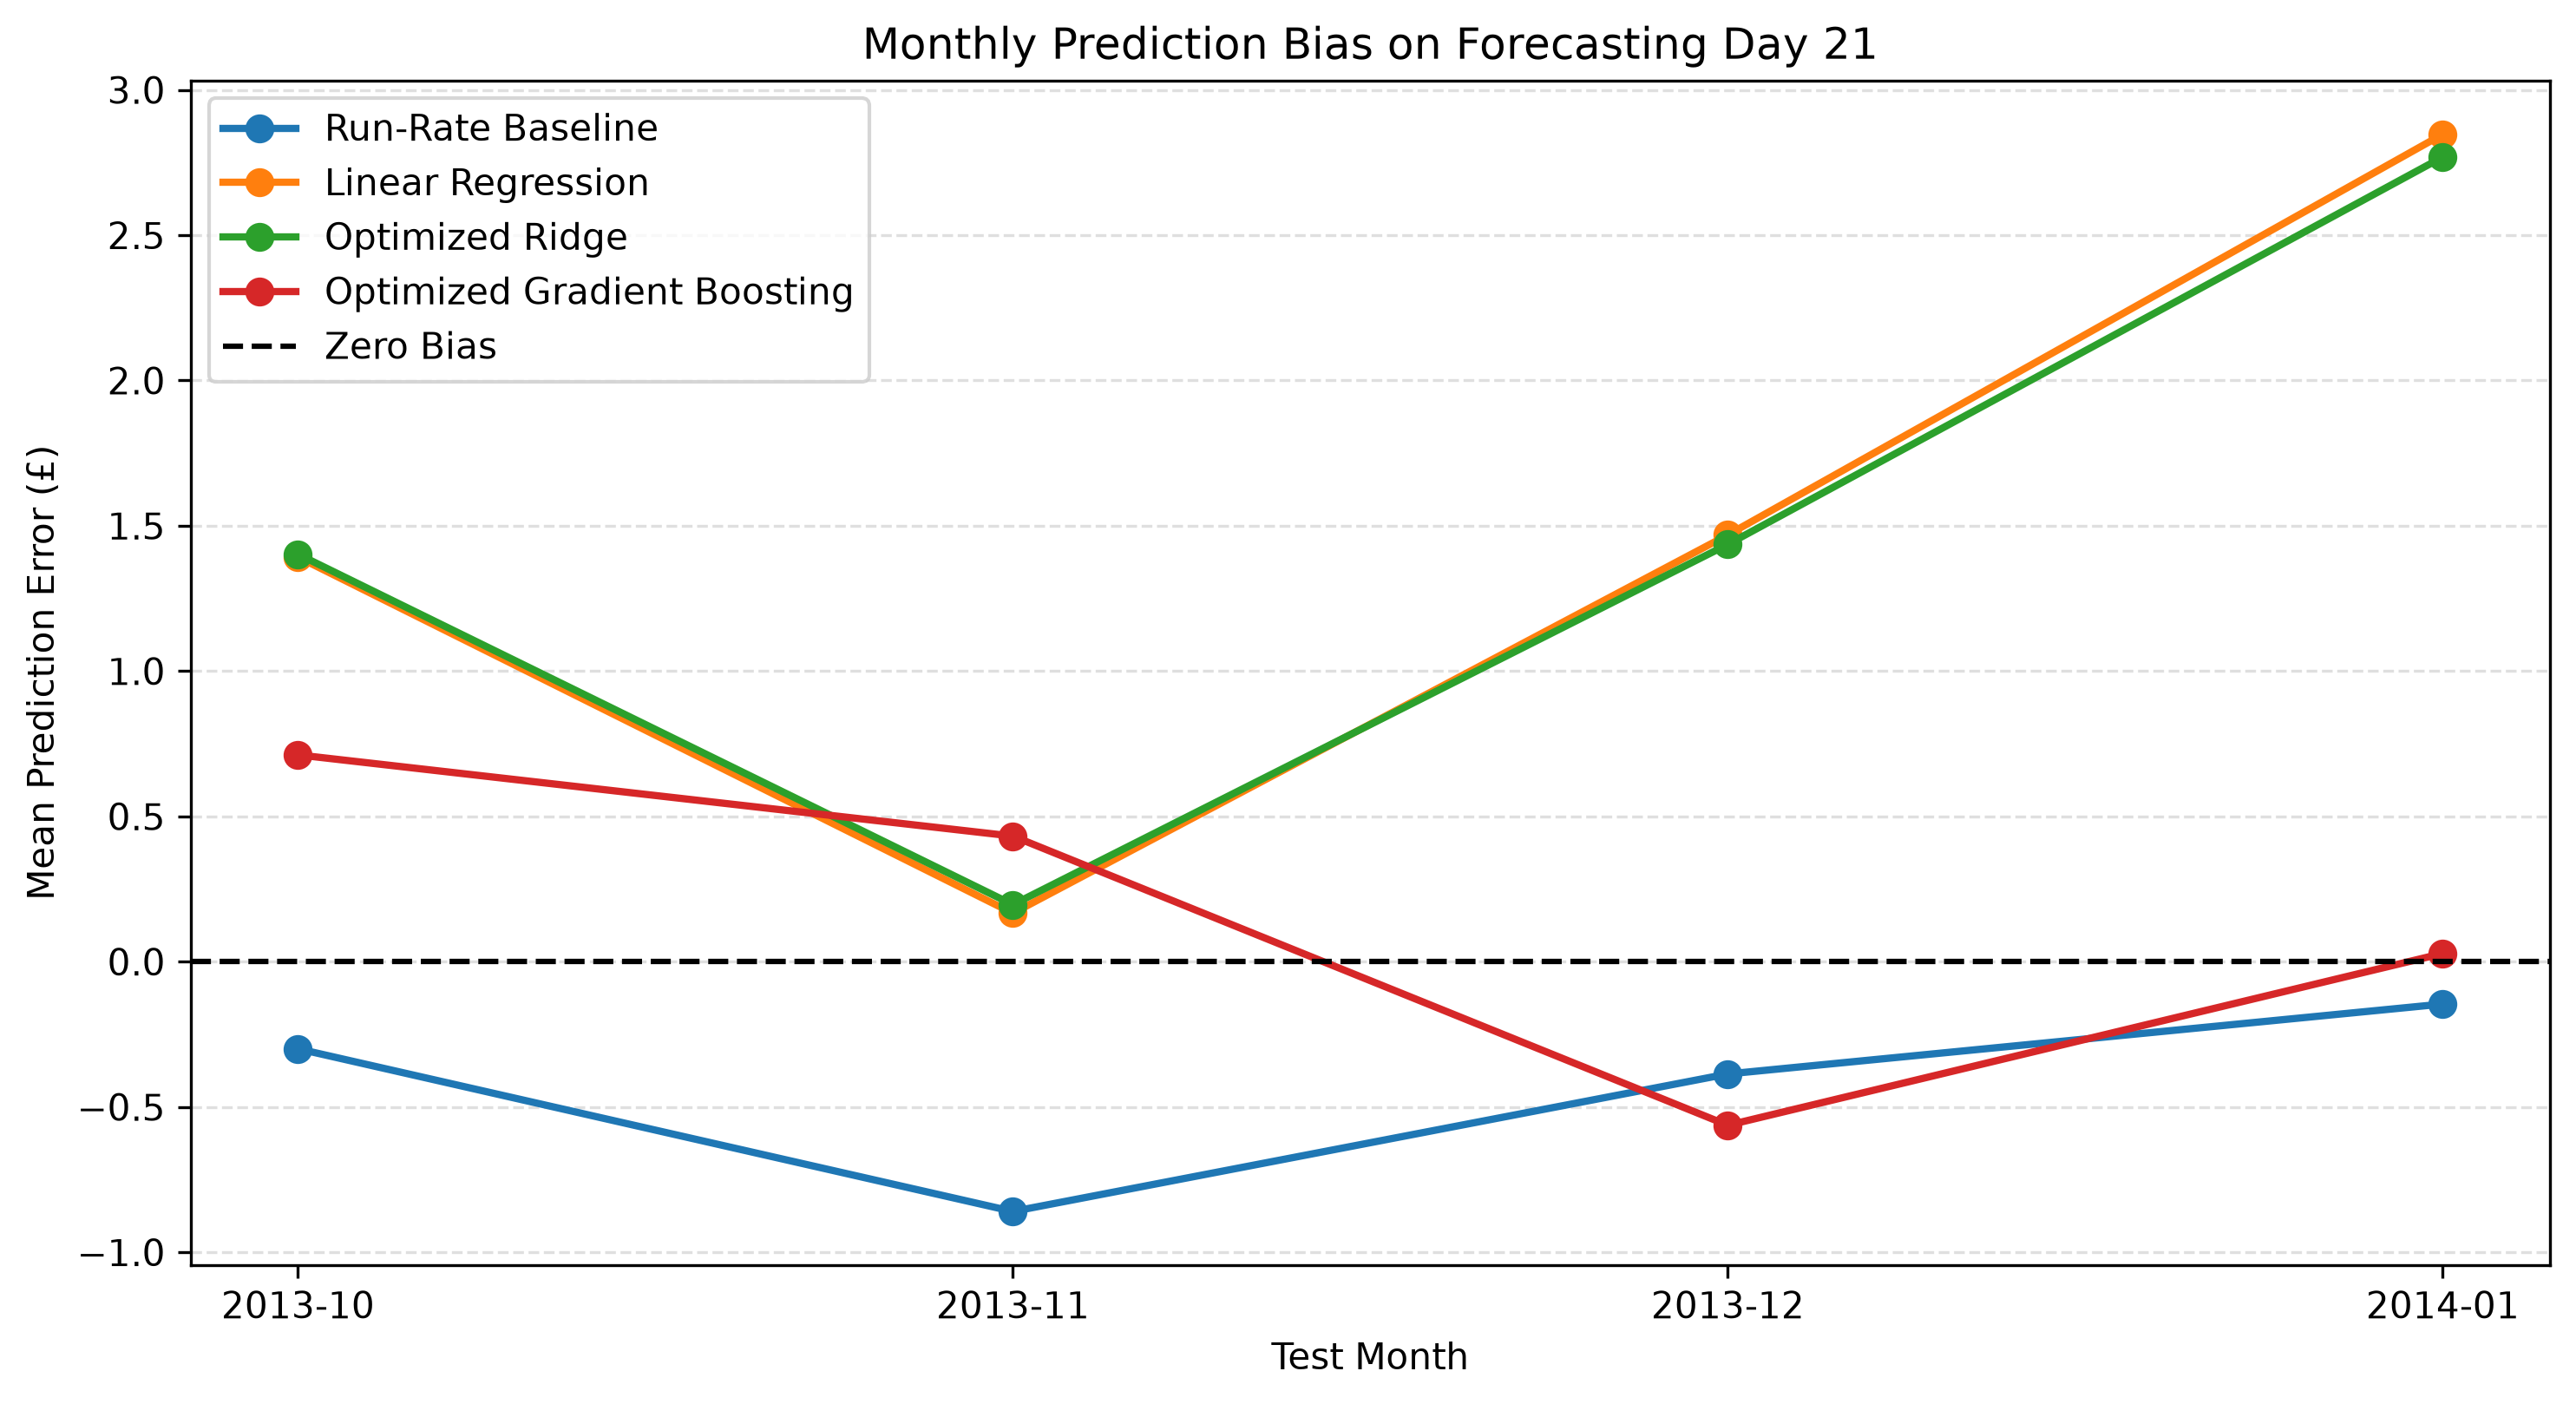 Monthly Prediction Bias on Forecasting Day 21
3.0
2.5
2.0
1.5
1.0
0.5
0.0
−0.5
−1.0
Mean Prediction Error (£)
Run-Rate Baseline
Linear Regression
Optimized Ridge
Optimized Gradient Boosting
Zero Bias
2013-10
2013-11
2013-12
2014-01
Test Month